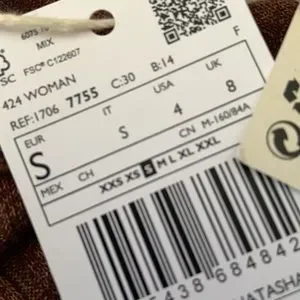 MIX
FSC® C122607
F
424 WOMAN
REF:1706 7755 C:30 B:14
EUR IT USA UK
S S 4 8
MEX CH CN M-160/84A
XXS XS S M L XL XXL